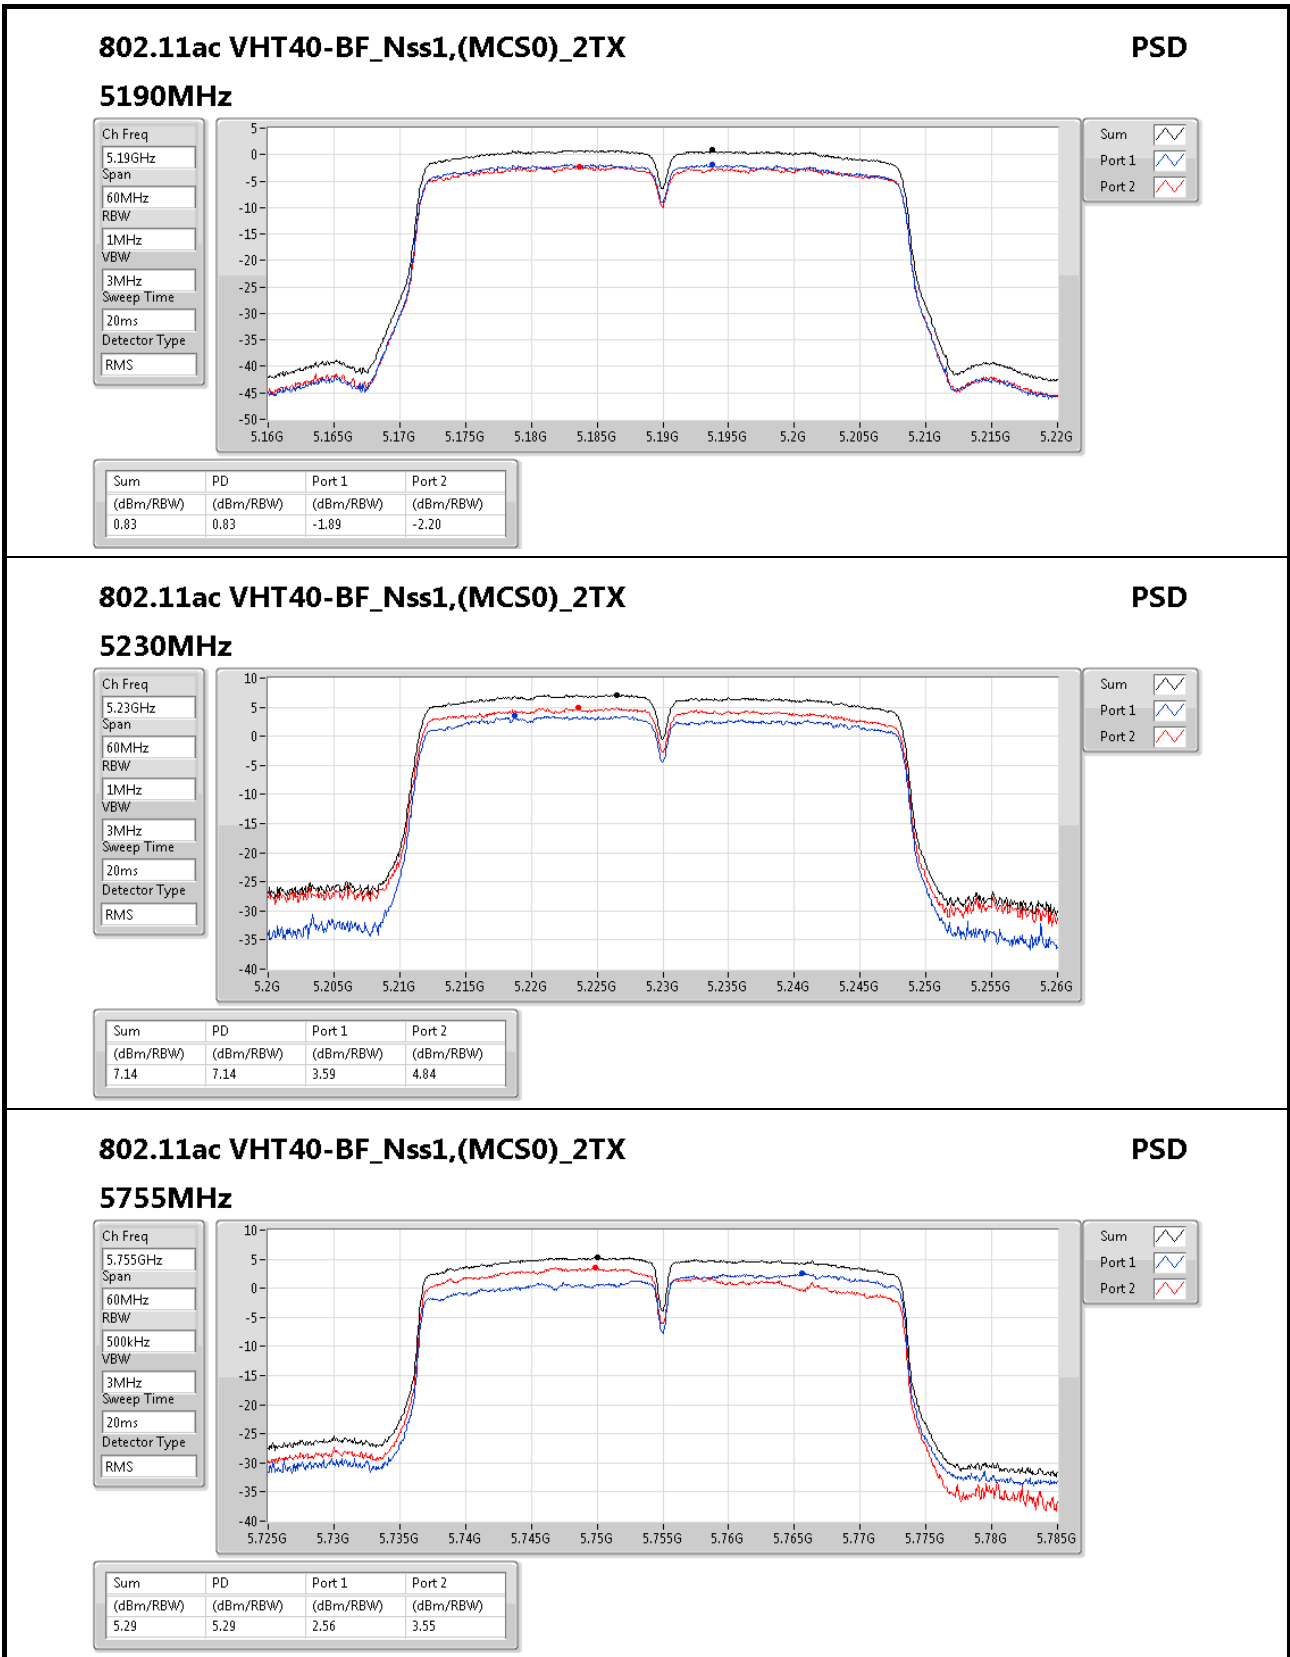 802.11ac VHT40-BF_Nss1,(MCS0)_2TX PSD
5190MHz
Ch Freq
5.19GHz
Span
60MHz
RBW
1MHz
VBW
3MHz
Sweep Time
20ms
Detector Type
RMS
5
0
-5
-10
-15
-20
-25
-30
-35
-40
-45
-50
5.16G 5.165G 5.17G 5.175G 5.18G 5.185G 5.19G 5.195G 5.2G 5.205G 5.21G 5.215G 5.22G
Sum
Port 1
Port 2
Sum PD Port 1 Port 2
(dBm/RBW) (dBm/RBW) (dBm/RBW) (dBm/RBW)
0.83 0.83 -1.89 -2.20
802.11ac VHT40-BF_Nss1,(MCS0)_2TX PSD
5230MHz
Ch Freq
5.23GHz
Span
60MHz
RBW
1MHz
VBW
3MHz
Sweep Time
20ms
Detector Type
RMS
10
5
0
-5
-10
-15
-20
-25
-30
-35
-40
5.2G 5.205G 5.21G 5.215G 5.22G 5.225G 5.23G 5.235G 5.24G 5.245G 5.25G 5.255G 5.26G
Sum
Port 1
Port 2
Sum PD Port 1 Port 2
(dBm/RBW) (dBm/RBW) (dBm/RBW) (dBm/RBW)
7.14 7.14 3.59 4.84
802.11ac VHT40-BF_Nss1,(MCS0)_2TX PSD
5755MHz
Ch Freq
5.755GHz
Span
60MHz
RBW
500kHz
VBW
3MHz
Sweep Time
20ms
Detector Type
RMS
10
5
0
-5
-10
-15
-20
-25
-30
-35
-40
5.725G 5.73G 5.735G 5.74G 5.745G 5.75G 5.755G 5.76G 5.765G 5.77G 5.775G 5.78G 5.785G
Sum
Port 1
Port 2
Sum PD Port 1 Port 2
(dBm/RBW) (dBm/RBW) (dBm/RBW) (dBm/RBW)
5.29 5.29 2.56 3.55